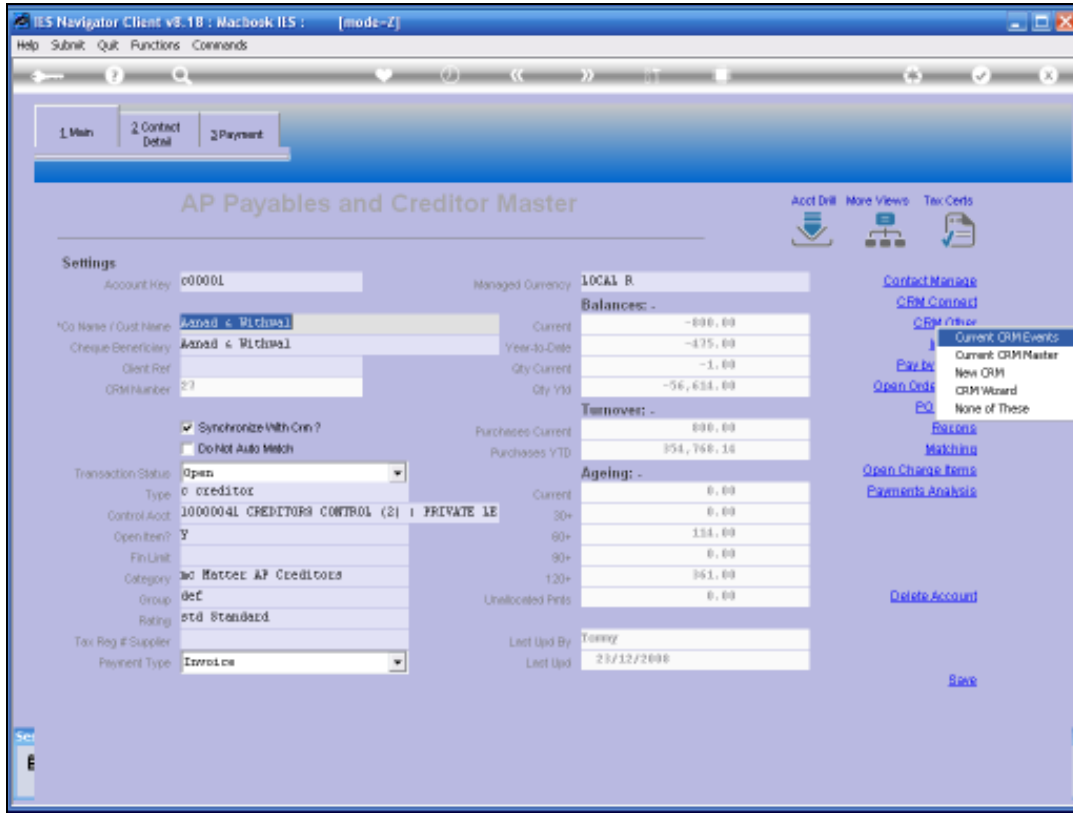 IES Navigator Client v8.18 : Macbook IES : [mode-Z]
Help Submit Quit Functions Commands
1 Main
2 Contact Detail
3 Payment
AP Payables and Creditor Master
Acct Drill More Views Tax Certs
Settings
Account Key c00001
Managed Currency LOCAL R
Contact Manage
Balances: -
CRM Connect
*Co Name / Cust Name Aanad & Withwal
Current -800.00
CRM Other
Cheque Beneficiary Aanad & Withwal
Year-to-Date -475.00
Client Ref
Qty Current -1.00
Pay by
CRM Number 27
Qty Ytd -56,614.00
Open Orde
Current CRM Events
Current CRM Master
New CRM
CRM Wizard
None of These
Turnover: -
PO
Synchronize With Crm ?
Purchases Current 800.00
Recons
Do Not Auto Match
Purchases YTD 354,768.14
Matching
Transaction Status Open
Ageing: -
Open Charge Items
Type c creditor
Current 0.00
Payments Analysis
Control Acct 10000041 CREDITORS CONTROL (2) : PRIVATE LE
30+ 0.00
Open Item? Y
60+ 114.00
Fin Limit
90+ 0.00
Category mc Matter AP Creditors
120+ 361.00
Group def
Unallocated Pmts 0.00
Delete Account
Rating std Standard
Tax Reg # Supplier
Last Upd By Tommy
Payment Type Invoice
Last Upd 23/12/2008
Save